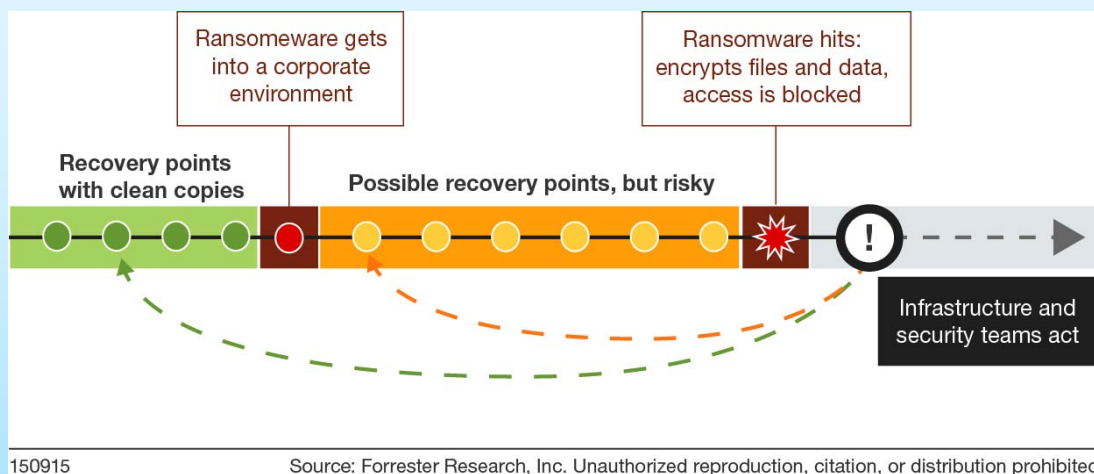 Ransomeware gets
into a corporate
environment
Ransomware hits:
encrypts files and data,
access is blocked
Recovery points
with clean copies
Possible recovery points, but risky
!
Infrastructure and
security teams act
150915
Source: Forrester Research, Inc. Unauthorized reproduction, citation, or distribution prohibited